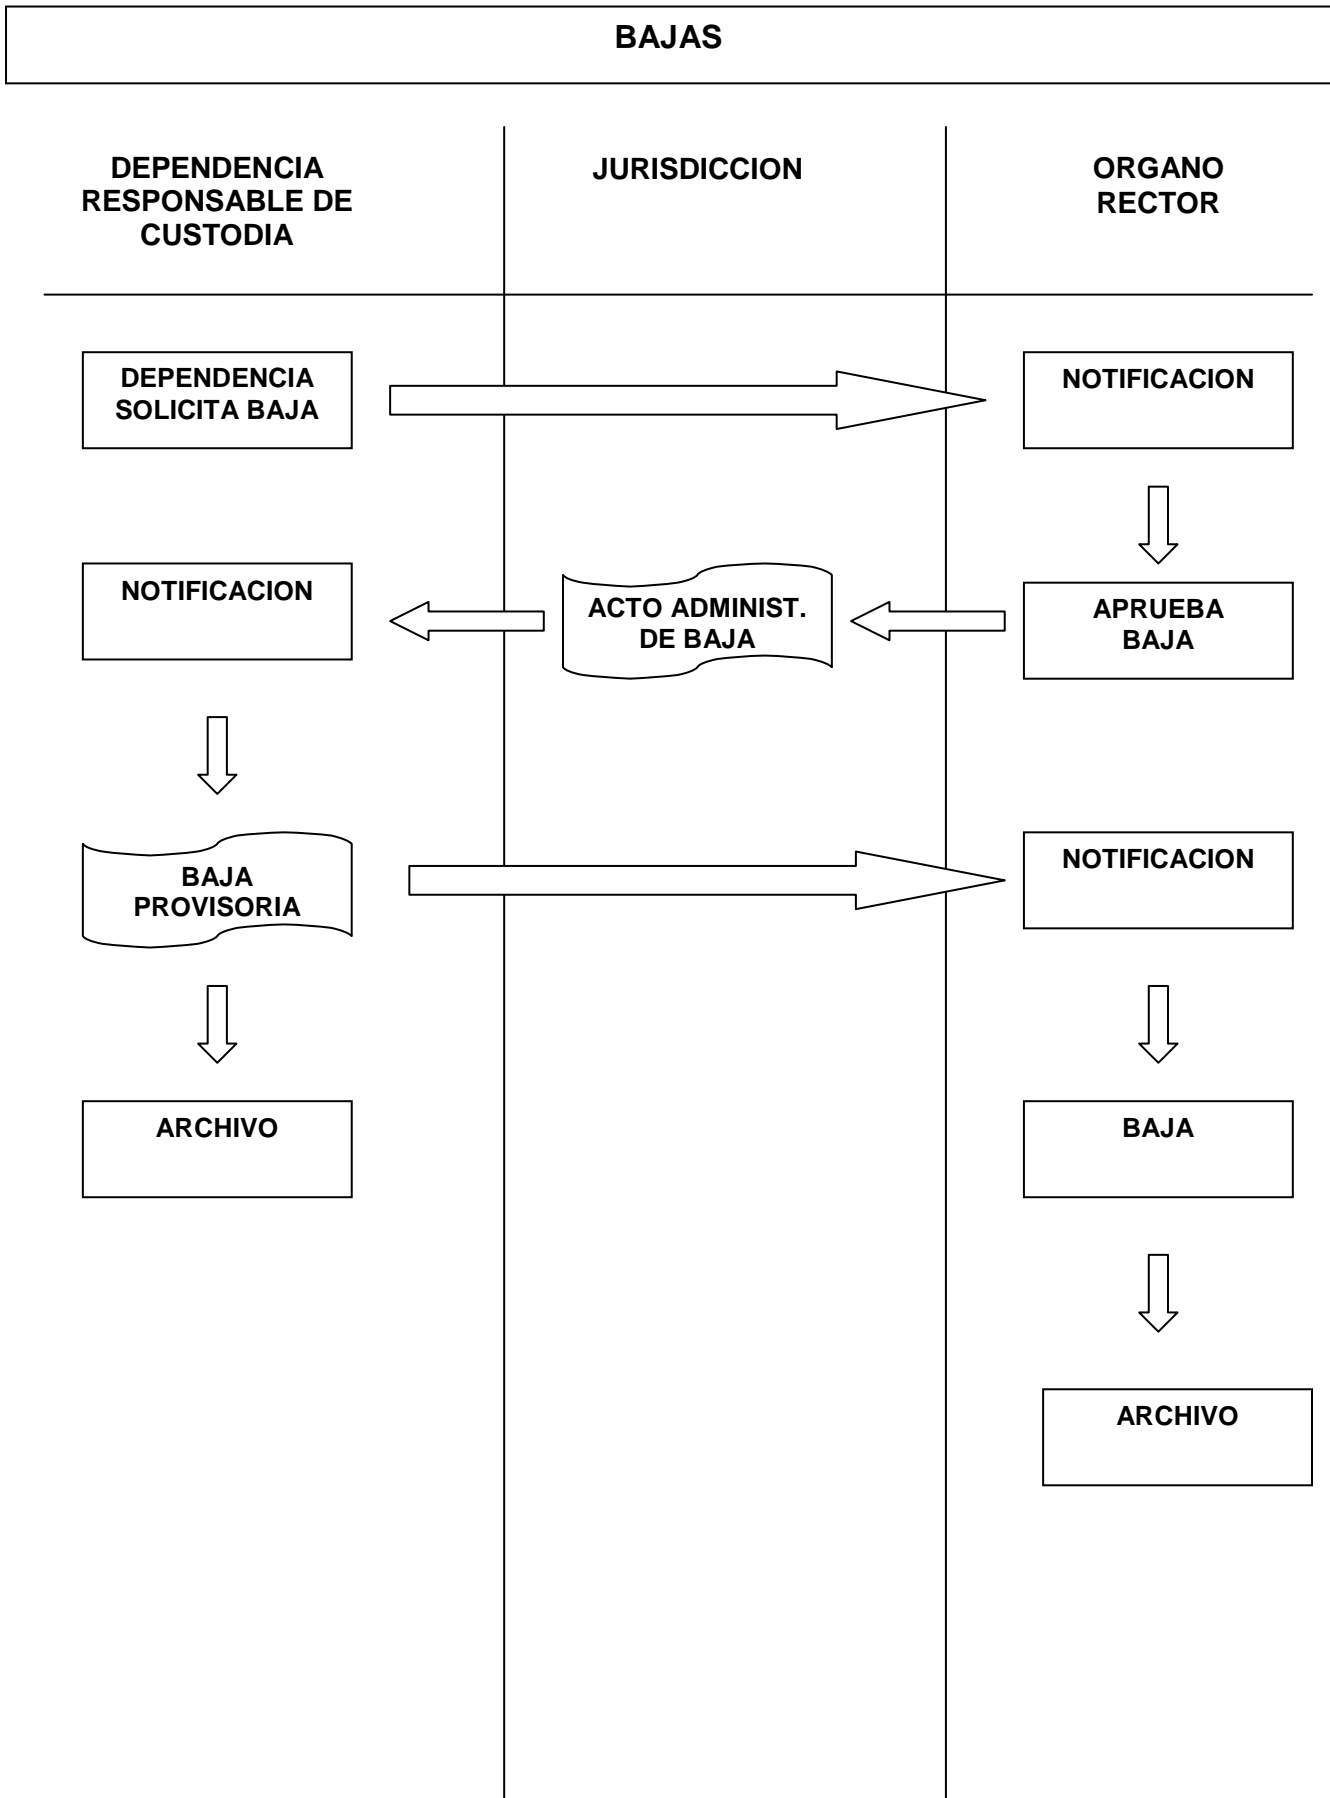 BAJAS
DEPENDENCIA
RESPONSABLE DE
CUSTODIA
JURISDICCION
ORGANO
RECTOR
DEPENDENCIA
SOLICITA BAJA
NOTIFICACION
NOTIFICACION
ACTO ADMINIST.
DE BAJA
APRUEBA
BAJA
BAJA
PROVISORIA
NOTIFICACION
ARCHIVO
BAJA
ARCHIVO